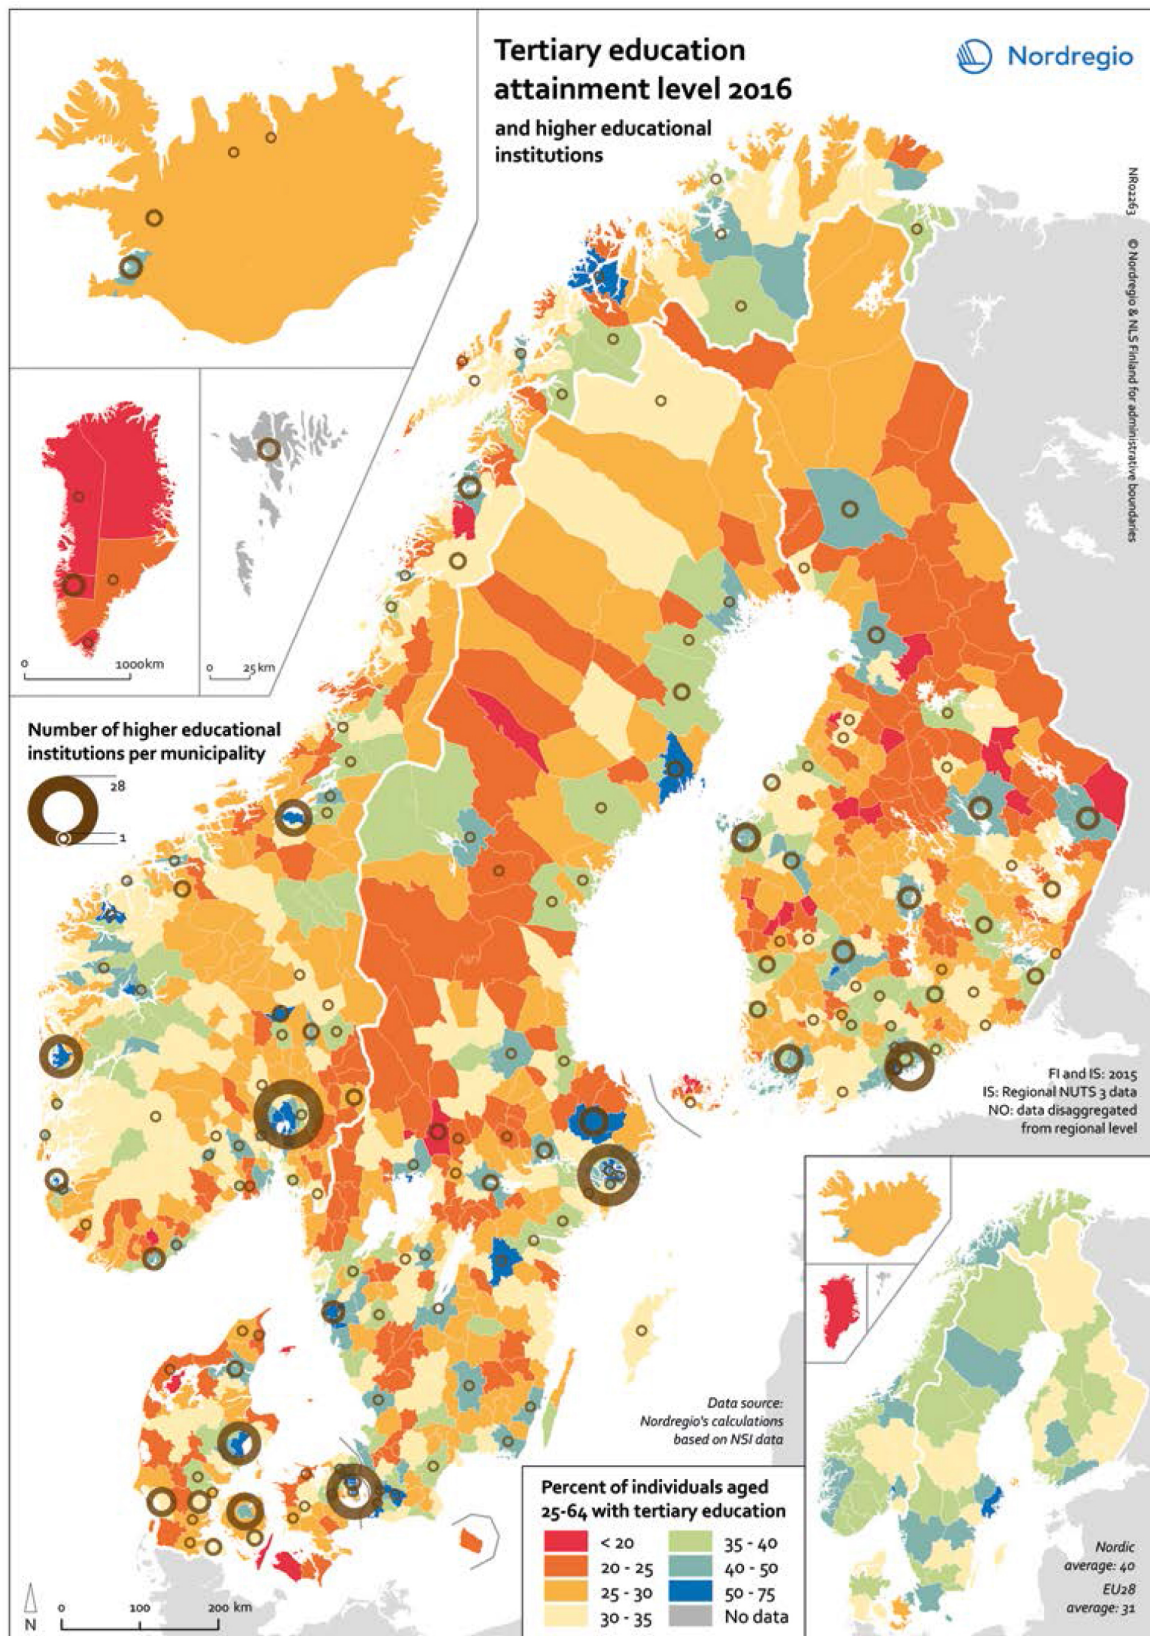 Tertiary education
attainment level 2016
and higher educational
institutions
Nordregio
NR02263 © Nordregio & NLS Finland for administrative boundaries
0 1000km
0 25 km
Number of higher educational
institutions per municipality
28
1
FI and IS: 2015
IS: Regional NUTS 3 data
NO: data disaggregated
from regional level
Data source:
Nordregio's calculations
based on NSI data
Percent of individuals aged
25-64 with tertiary education
< 20
20 - 25
25 - 30
30 - 35
35 - 40
40 - 50
50 - 75
No data
Nordic
average: 40
EU28
average: 31
N
0 100 200 km